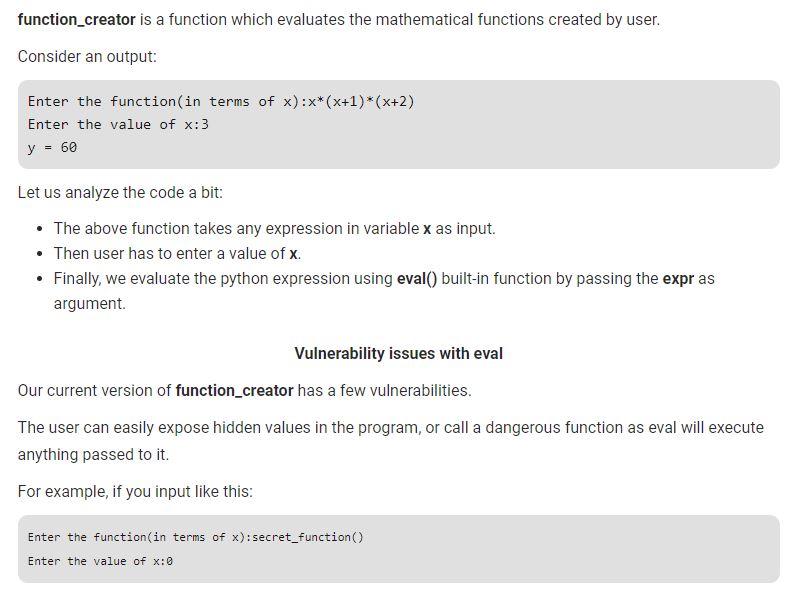 function_creator is a function which evaluates the mathematical functions created by user.
Consider an output:
Enter the function(in terms of x):x*(x+1)*(x+2)
Enter the value of x:3
y = 60
Let us analyze the code a bit:
• The above function takes any expression in variable x as input.
• Then user has to enter a value of x.
• Finally, we evaluate the python expression using eval() built-in function by passing the expr as
argument.
Vulnerability issues with eval
Our current version of function_creator has a few vulnerabilities.
The user can easily expose hidden values in the program, or call a dangerous function as eval will execute
anything passed to it.
For example, if you input like this:
Enter the function(in terms of x):secret_function()
Enter the value of x:0